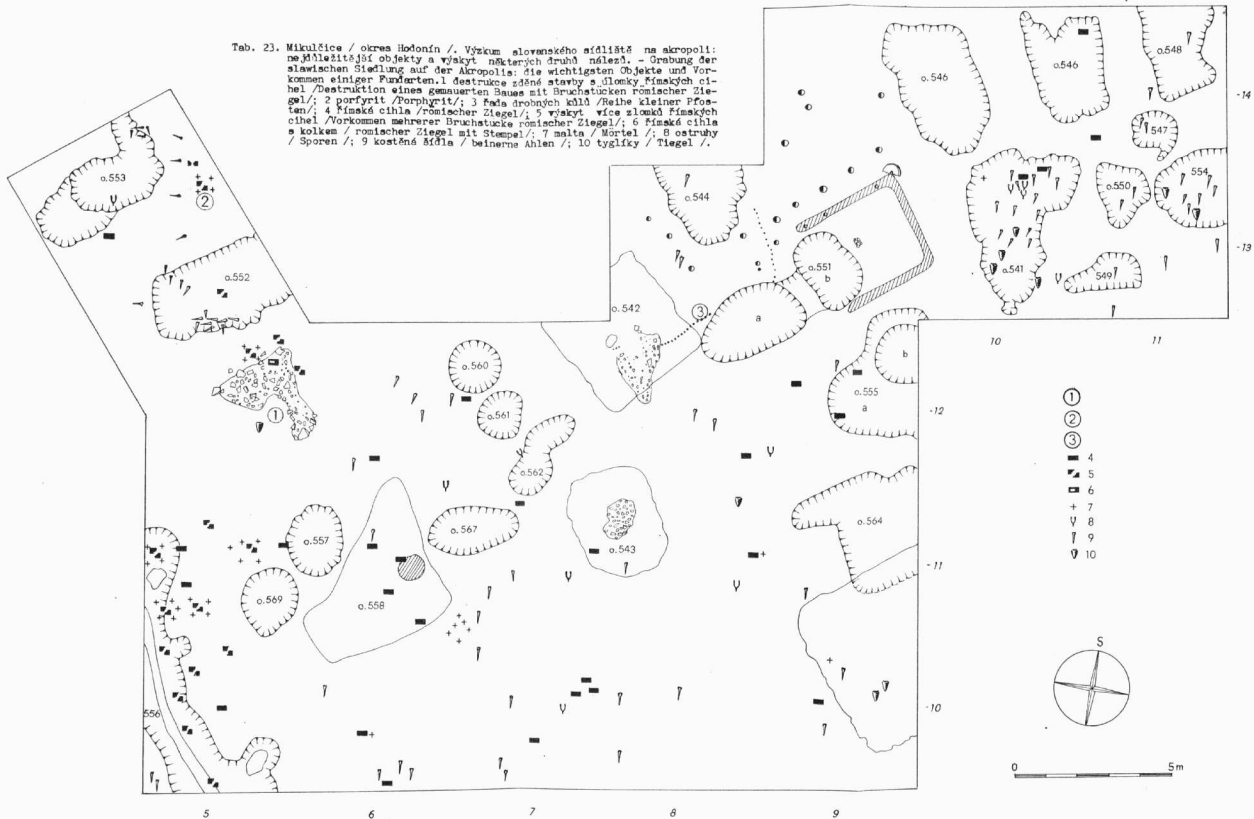 Tab. 23. Mikulčice / okres Hodonín /. Výzkum slovanského sídliště na akropoli:
nejdůležitější objekty a výskyt některých druhů nálezů. - Grabung der
slawischen Siedlung auf der Akropolis: die wichtigsten Objekte und Vor-
kommen einiger Fundarten.1 destrukce zděné stavby s úlomky římských ci-
hel /Destruktion eines gemauerten Baues mit Bruchstücken römischer Zie-
gel/; 2 porfyrit /Porphyrit/; 3 řada drobných kůlů /Reihe kleiner Pfos-
ten/; 4 římská cihla /römischer Ziegel/; 5 výskyt více zlomků římských
cihel /Vorkommen mehrerer Bruchstücke römischer Ziegel/; 6 římská cihla
s kolkem / römischer Ziegel mit Stempel/; 7 malta / Mörtel /; 8 ostruhy
/ Sporen /; 9 kostěná šídla / beinerne Ahlen /; 10 tyglíky / Tiegel /.
o.546
o.546
o.548
-14
547
o.553
2
o.544
o.550
554
-13
o.552
o.551
b
o.541
549
o.542
3
a
10
11
b
o.560
o.555
a
1
o.561
-12
1
2
3
4
5
6
7
8
9
10
o.562
o.564
o.557
o.567
o.543
-11
o.569
o.558
S
556
-10
0
5m
5
6
7
8
9